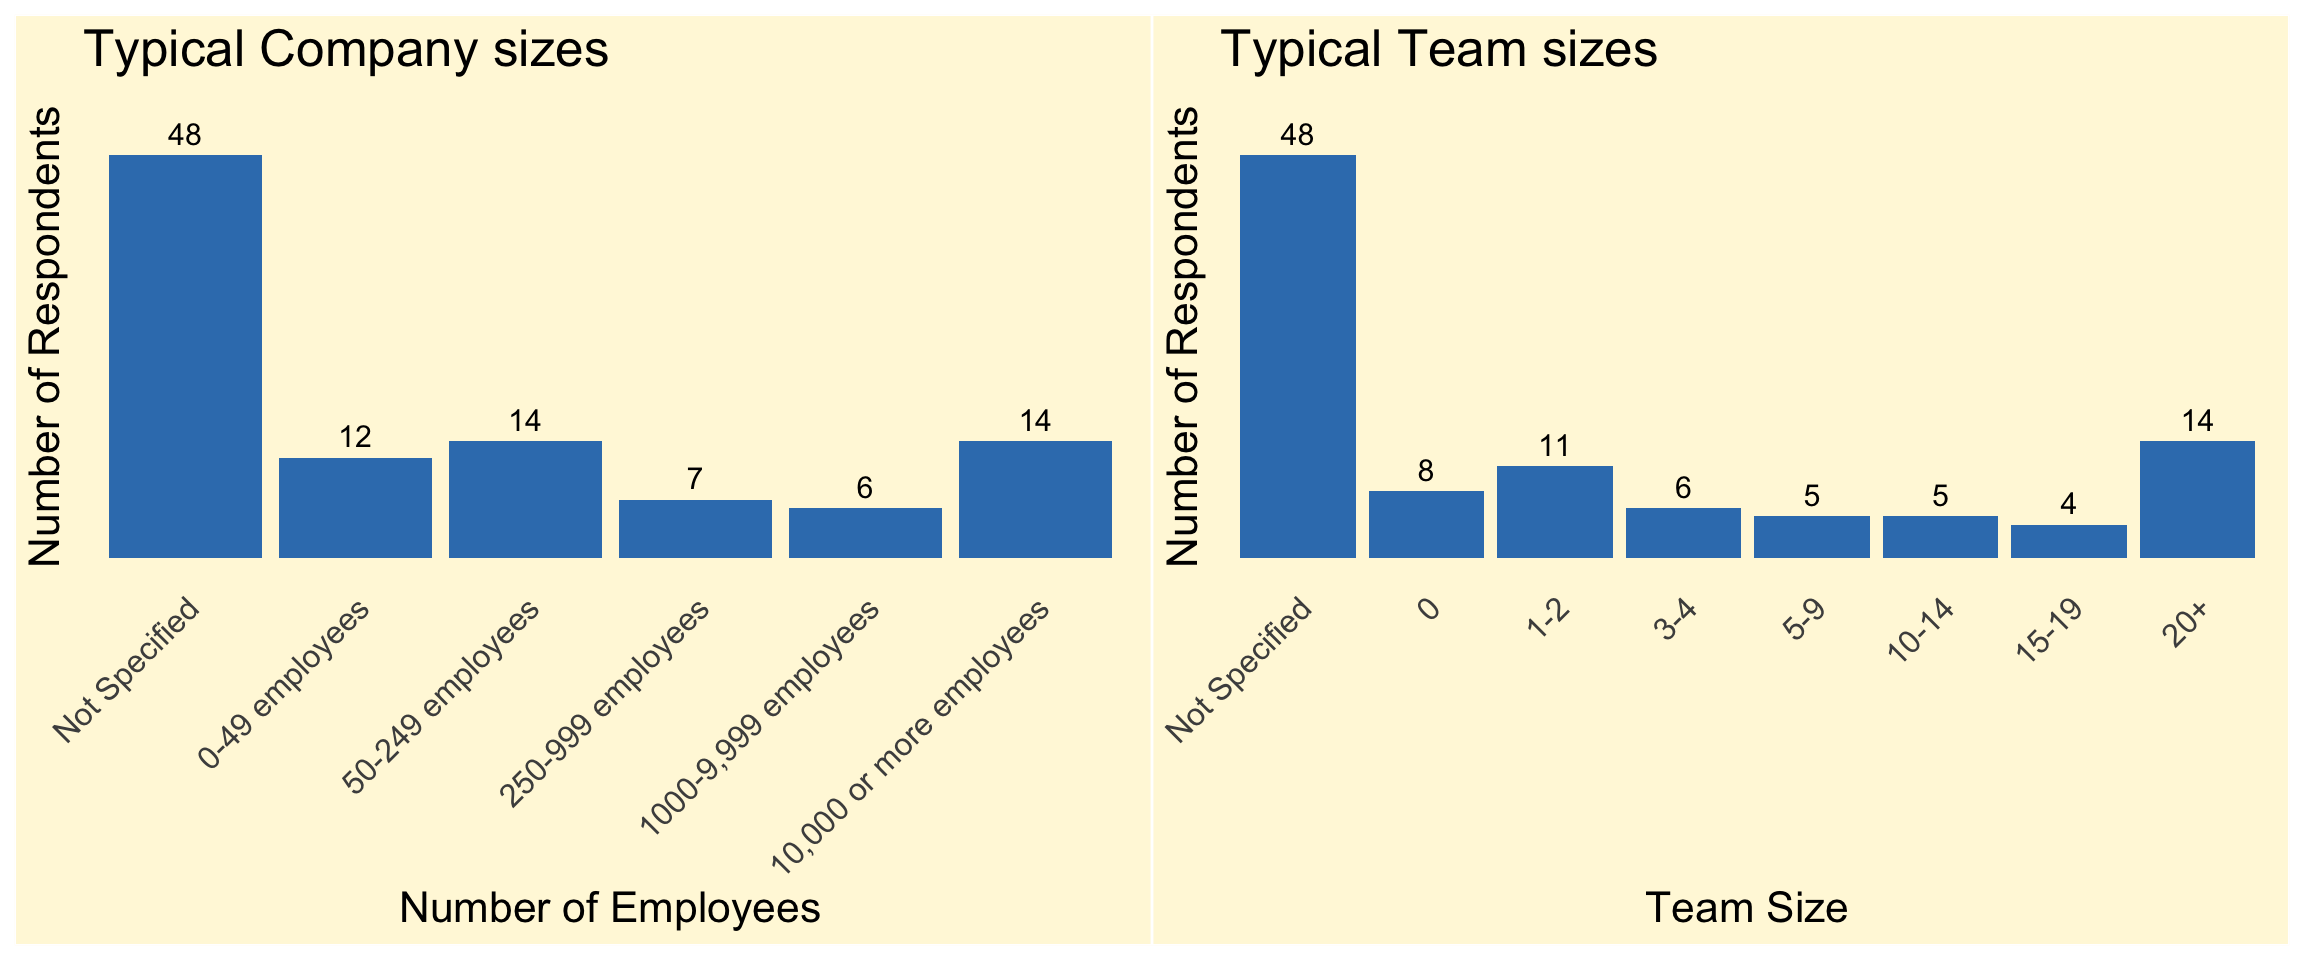 Typical Company sizes
Number of Respondents
48
12
14
7
6
14
Not Specified
0-49 employees
50-249 employees
250-999 employees
1000-9,999 employees
10,000 or more employees
Number of Employees
Typical Team sizes
Number of Respondents
48
8
11
6
5
5
4
14
Not Specified
0
1-2
3-4
5-9
10-14
15-19
20+
Team Size